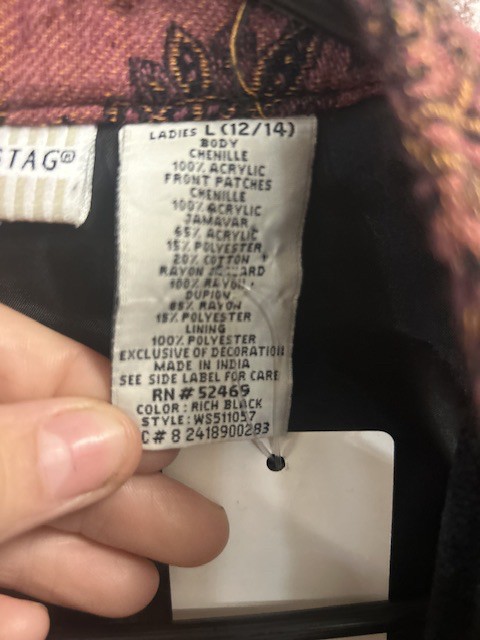 STAG®
LADIES L (12/14)
BODY
CHENILLE
100% ACRYLIC
FRONT PATCHES
CHENILLE
100% ACRYLIC
JAMAVAR
65% ACRYLIC
15% POLYESTER
20% COTTON
RAYON
100% RAYON
DUPION
85% RAYON
15% POLYESTER
LINING
100% POLYESTER
EXCLUSIVE OF DECORATION
MADE IN INDIA
SEE SIDE LABEL FOR CARE
RN # 52469
COLOR : RICH BLACK
STYLE : WS511057
C# 8 2418900283